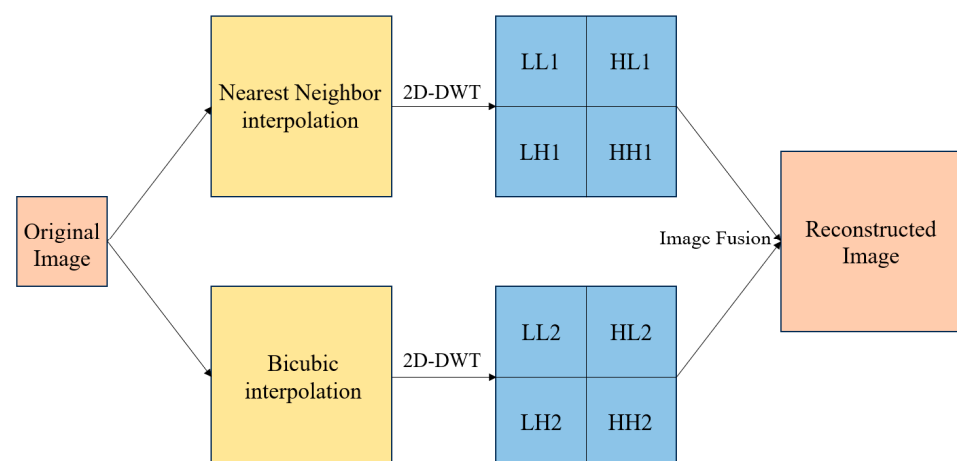 Nearest Neighbor
interpolation
2D-DWT
LL1
HL1
LH1
HH1
Original
Image
Image Fusion
Reconstructed
Image
Bicubic
interpolation
2D-DWT
LL2
HL2
LH2
HH2